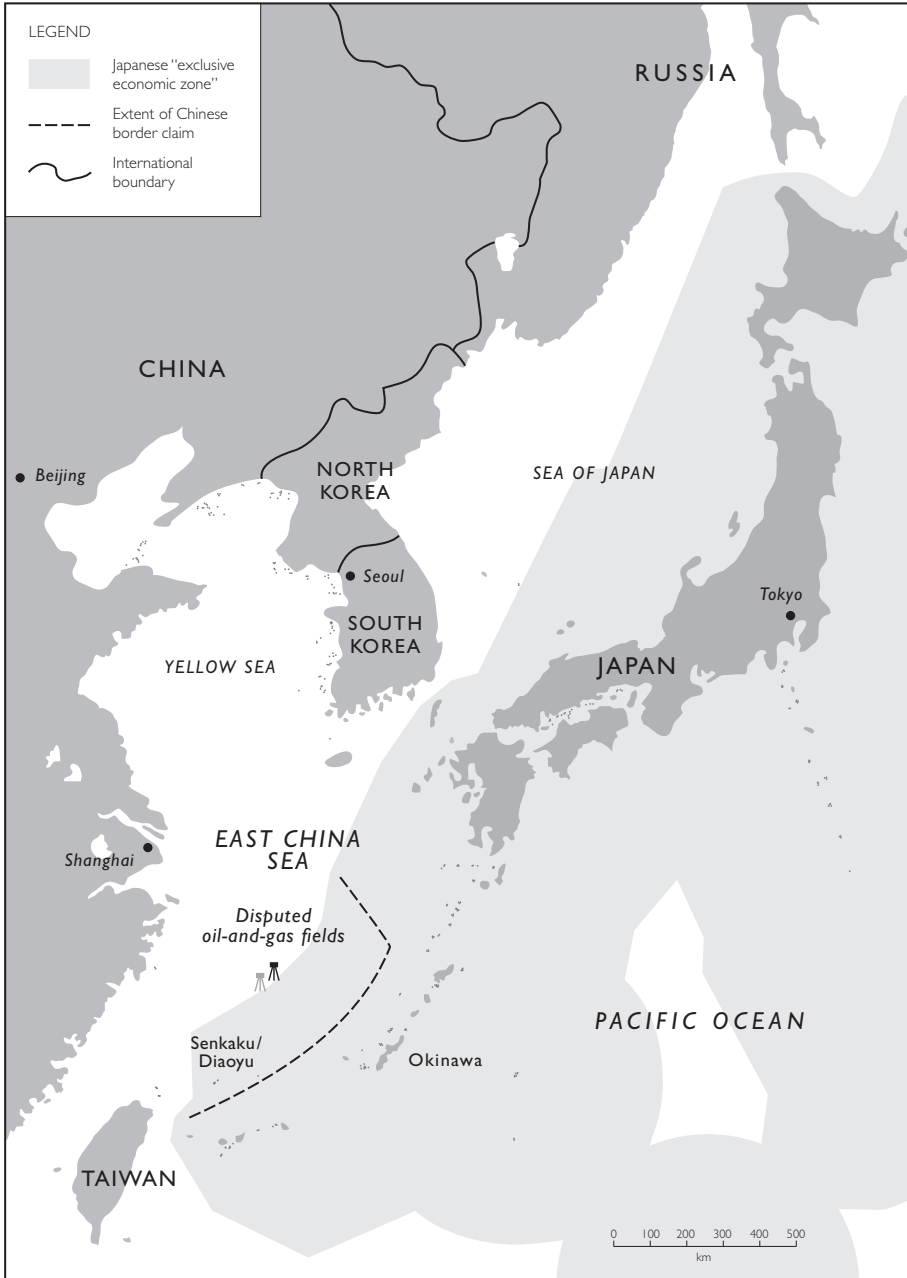 LEGEND
Japanese “exclusive
economic zone”
Extent of Chinese
border claim
International
boundary
RUSSIA
CHINA
Beijing
NORTH
KOREA
SEA OF JAPAN
Seoul
SOUTH
KOREA
Tokyo
YELLOW SEA
JAPAN
EAST CHINA
SEA
Shanghai
Disputed
oil-and-gas fields
PACIFIC OCEAN
Senkaku/
Diaoyu
Okinawa
TAIWAN
0 100 200 300 400 500
km